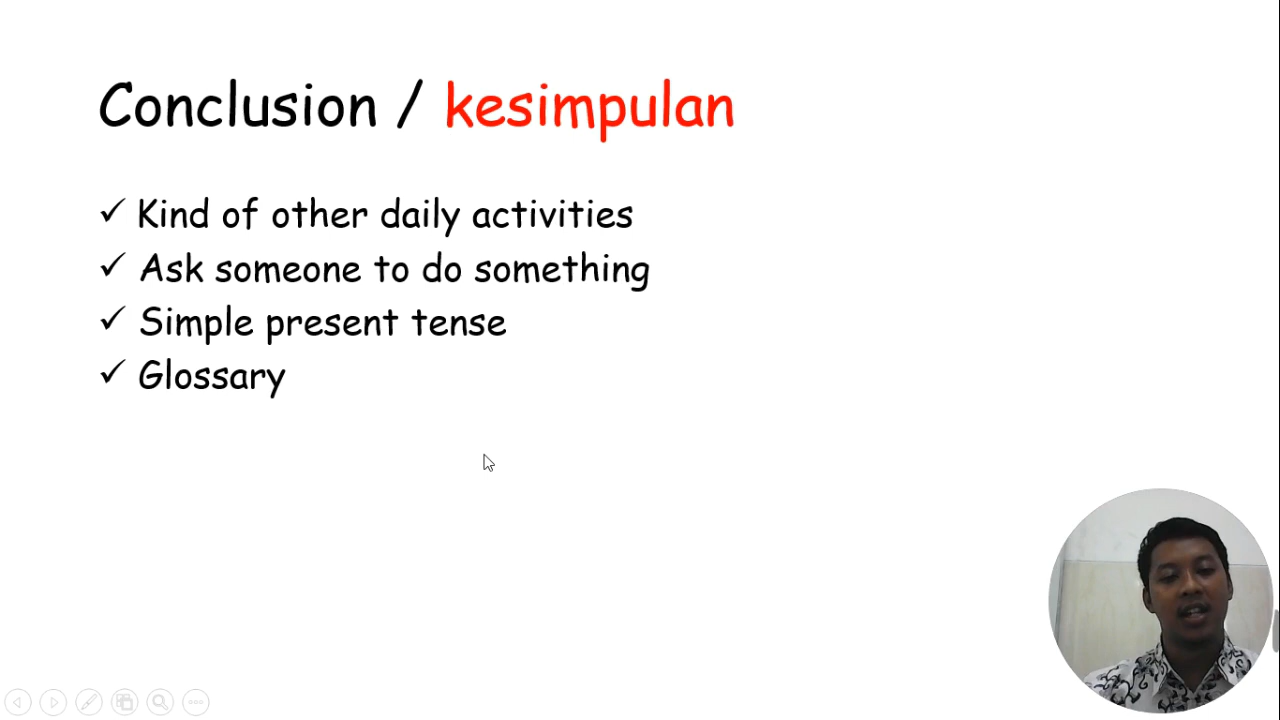 Conclusion / kesimpulan
✓ Kind of other daily activities
✓ Ask someone to do something
✓ Simple present tense
✓ Glossary